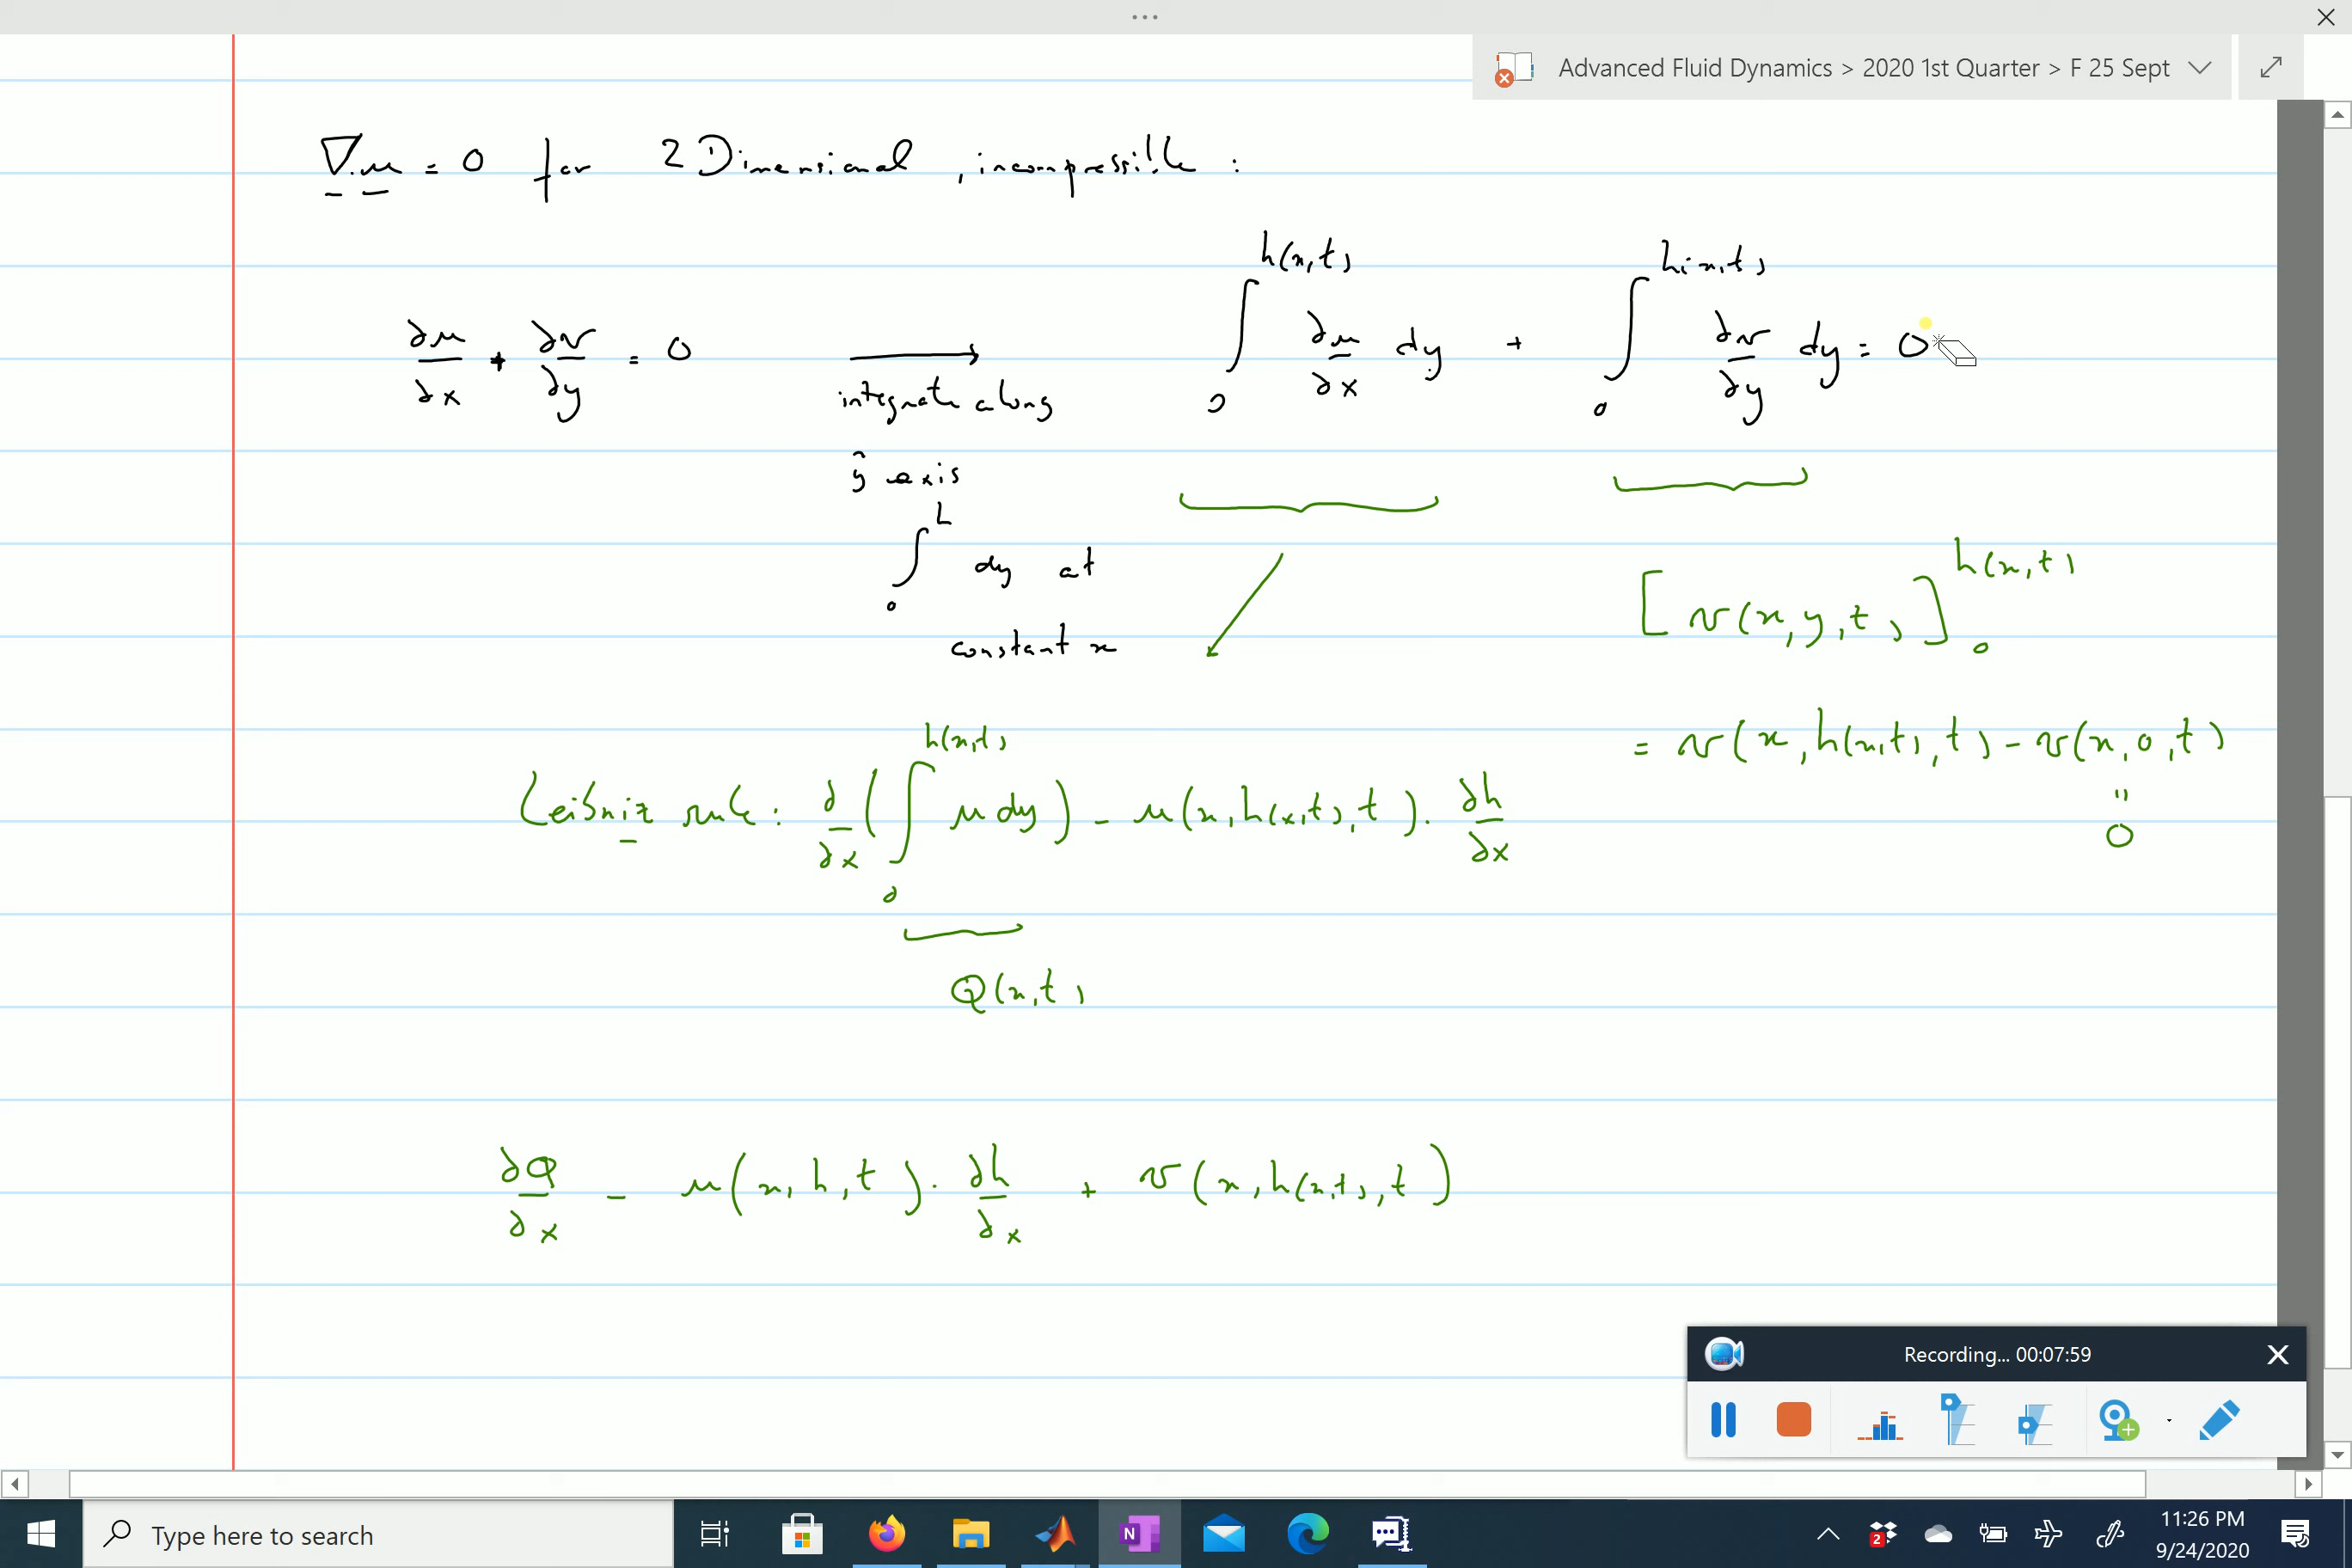 Advanced Fluid Dynamics > 2020 1st Quarter > F 25 Sept
∇.u = 0 for 2 Dimensional, incompressible :
∂u/∂x + ∂v/∂y = 0 → ∫₀^h(x,t) ∂u/∂x dy + ∫₀^h(x,t) ∂v/∂y dy = 0
integrate along
ŷ axis
∫₀^h dy at
constant x
[v(x,y,t)]₀^h(x,t)
= v(x,h(x,t),t) - v(x,0,t)
"
0
Leibniz rule: ∂/∂x (∫₀^h(x,t) u dy) - u(x,h(x,t),t). ∂h/∂x
Q(x,t)
∂Q/∂x - u(x,h,t). ∂h/∂x + v(x,h(x,t),t)
Recording... 00:07:59
Type here to search
N
2
11:26 PM
9/24/2020